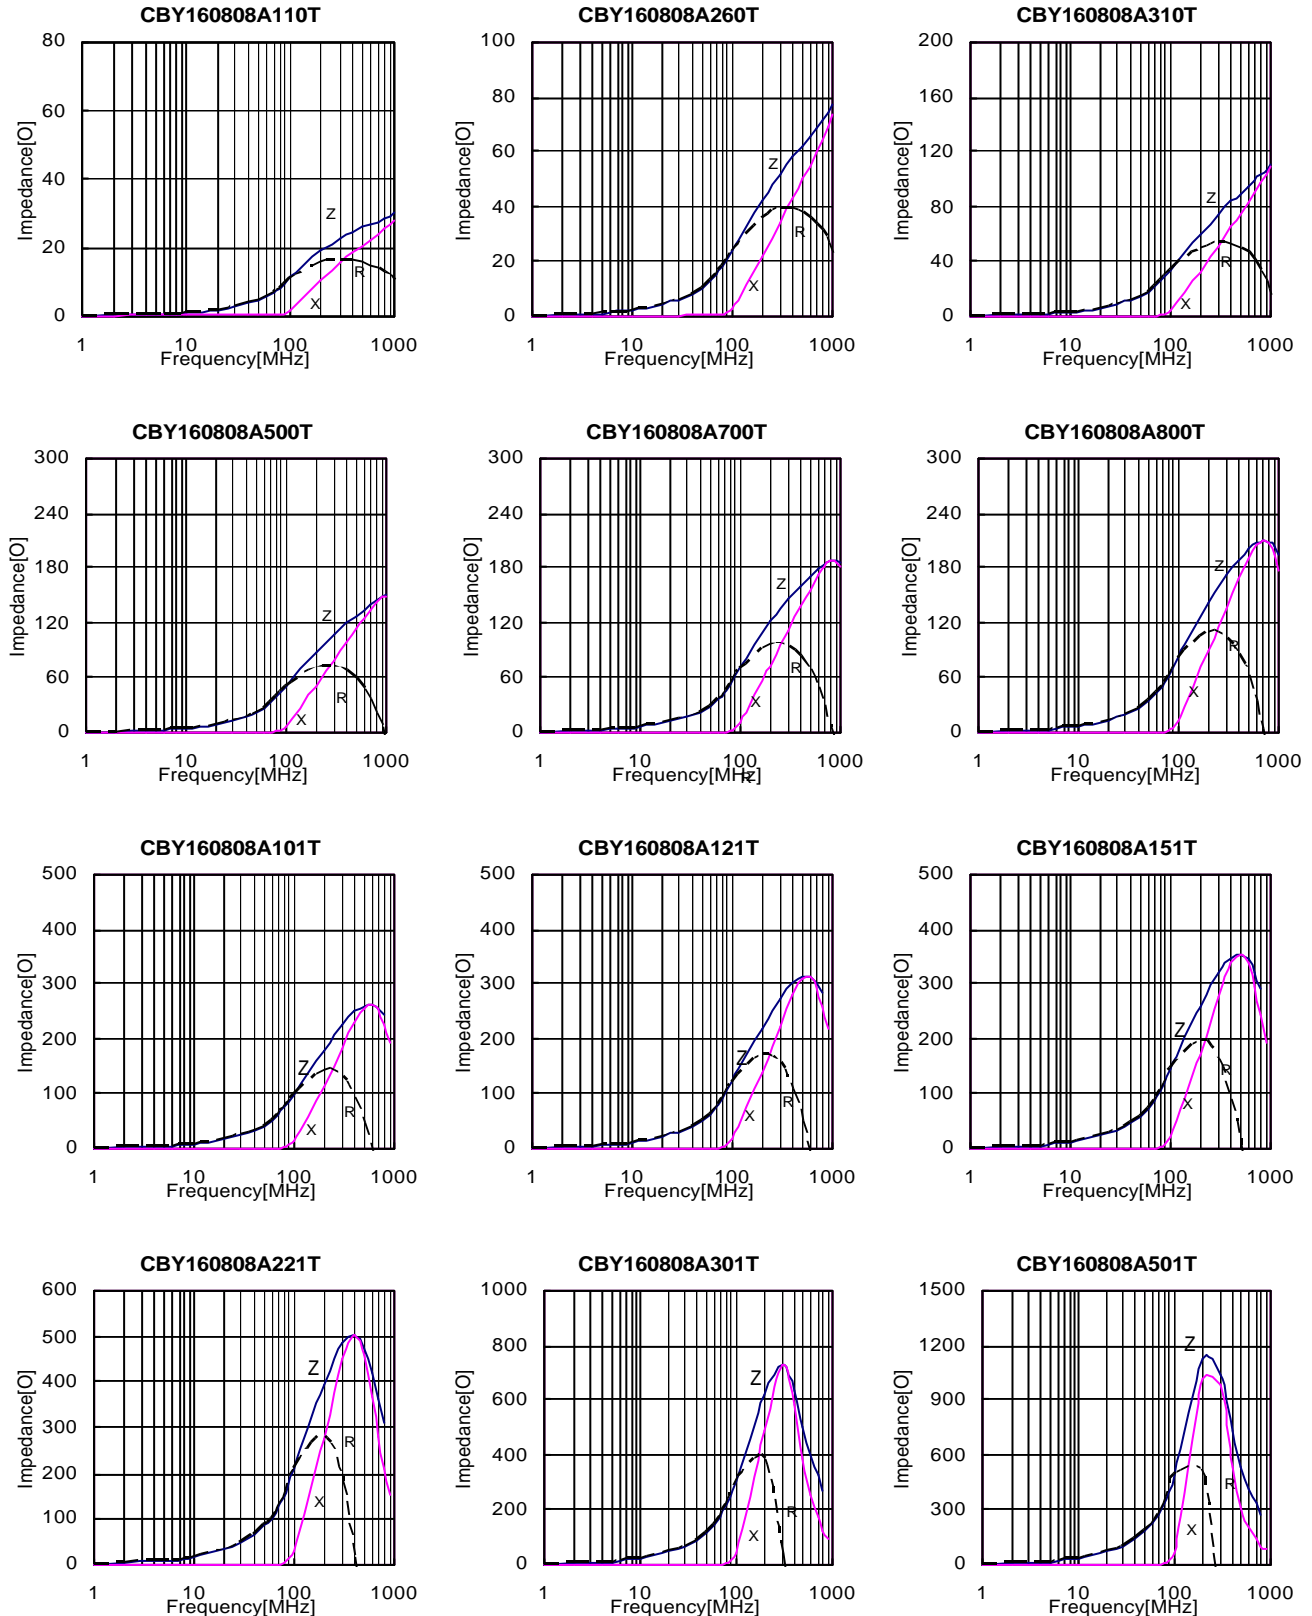 CBY160808A110T
CBY160808A260T
CBY160808A310T
80
60
40
20
0
Impedance[O]
Z
R
X
1 10 100 1000
Frequency[MHz]
100
80
60
40
20
0
Impedance[O]
Z
R
X
1 10 100 1000
Frequency[MHz]
200
160
120
80
40
0
Impedance[O]
Z
R
X
1 10 100 1000
Frequency[MHz]
CBY160808A500T
CBY160808A700T
CBY160808A800T
300
240
180
120
60
0
Impedance[O]
Z
R
X
1 10 100 1000
Frequency[MHz]
300
240
180
120
60
0
Impedance[O]
Z
R
X
1 10 100 1000
Frequency[MHz]
R
300
240
180
120
60
0
Impedance[O]
Z
R
X
1 10 100 1000
Frequency[MHz]
CBY160808A101T
CBY160808A121T
CBY160808A151T
500
400
300
200
100
0
Impedance[O]
Z
R
X
1 10 100 1000
Frequency[MHz]
500
400
300
200
100
0
Impedance[O]
Z
R
X
1 10 100 1000
Frequency[MHz]
500
400
300
200
100
0
Impedance[O]
Z
R
X
1 10 100 1000
Frequency[MHz]
CBY160808A221T
CBY160808A301T
CBY160808A501T
600
500
400
300
200
100
0
Impedance[O]
Z
R
X
1 10 100 1000
Frequency[MHz]
1000
800
600
400
200
0
Impedance[O]
Z
R
X
1 10 100 1000
Frequency[MHz]
1500
1200
900
600
300
0
Impedance[O]
Z
R
X
1 10 100 1000
Frequency[MHz]